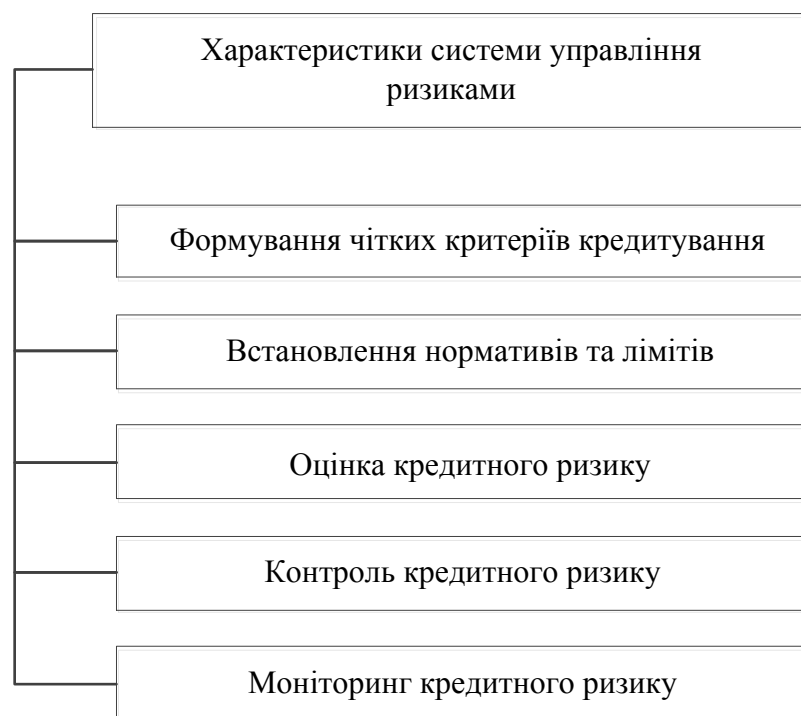 Характеристики системи управління
ризиками
Формування чітких критеріїв кредитування
Встановлення нормативів та лімітів
Оцінка кредитного ризику
Контроль кредитного ризику
Моніторинг кредитного ризику